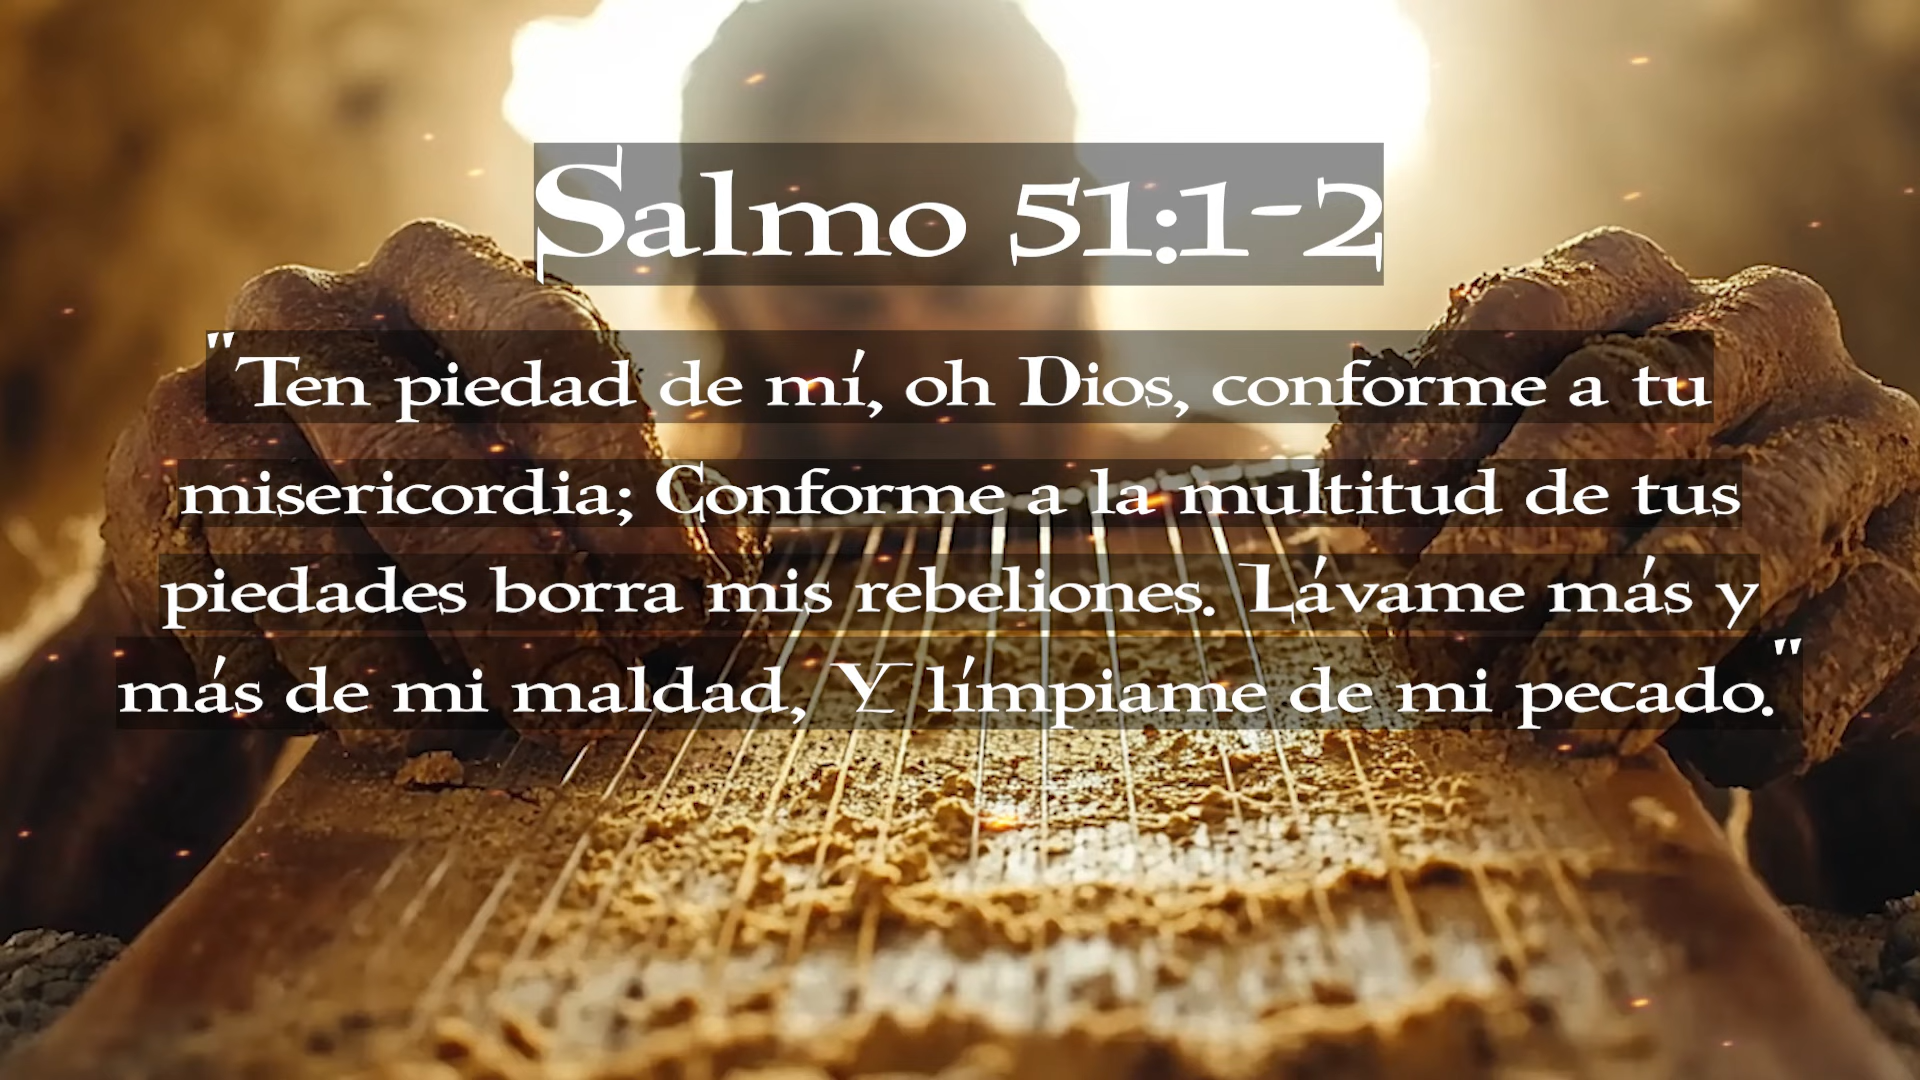 Salmo 51:1-2
"Ten piedad de mí, oh Dios, conforme a tu
misericordia; Conforme a la multitud de tus
piedades borra mis rebeliones. Lávame más y
más de mi maldad, Y límpiame de mi pecado."